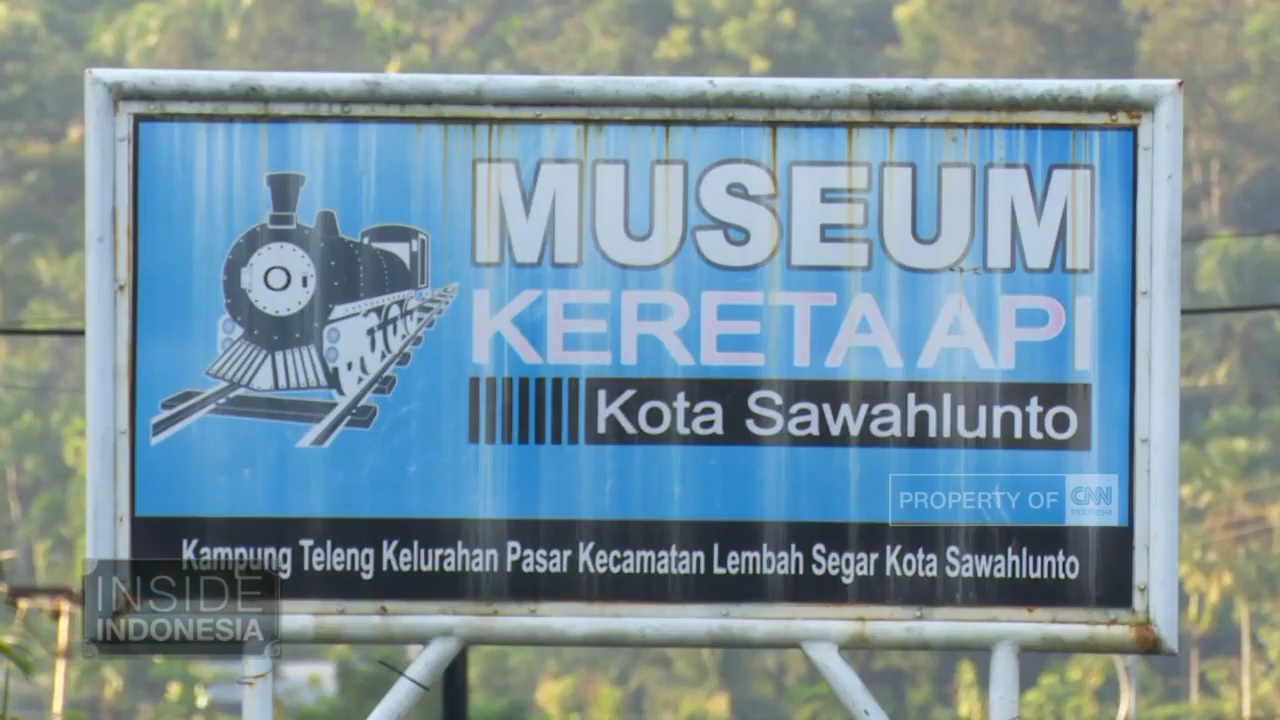 MUSEUM
KERETA API
Kota Sawahlunto
PROPERTY OF CNN Indonesia
Kampung Teleng Kelurahan Pasar Kecamatan Lembah Segar Kota Sawahlunto
INSIDE
INDONESIA